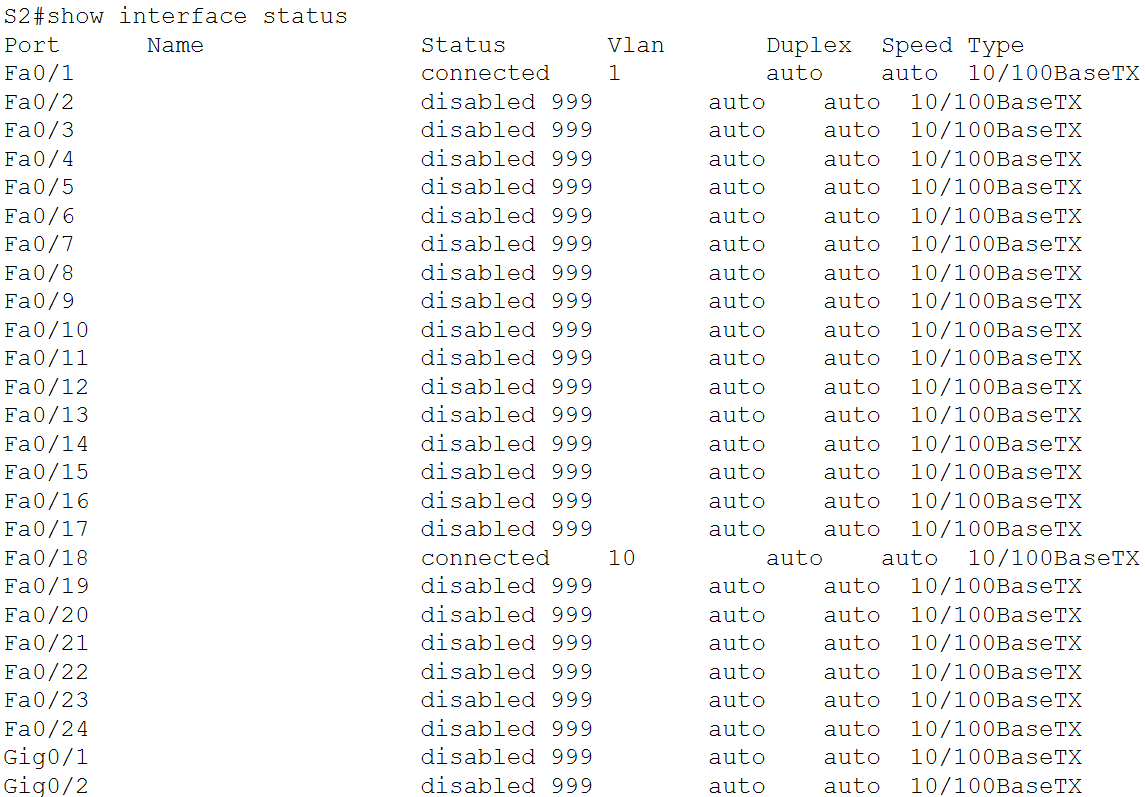 S2#show interface status
Port      Name               Status       Vlan       Duplex  Speed Type
Fa0/1                        connected    1          auto    auto  10/100BaseTX
Fa0/2                        disabled 999        auto    auto  10/100BaseTX
Fa0/3                        disabled 999        auto    auto  10/100BaseTX
Fa0/4                        disabled 999        auto    auto  10/100BaseTX
Fa0/5                        disabled 999        auto    auto  10/100BaseTX
Fa0/6                        disabled 999        auto    auto  10/100BaseTX
Fa0/7                        disabled 999        auto    auto  10/100BaseTX
Fa0/8                        disabled 999        auto    auto  10/100BaseTX
Fa0/9                        disabled 999        auto    auto  10/100BaseTX
Fa0/10                       disabled 999        auto    auto  10/100BaseTX
Fa0/11                       disabled 999        auto    auto  10/100BaseTX
Fa0/12                       disabled 999        auto    auto  10/100BaseTX
Fa0/13                       disabled 999        auto    auto  10/100BaseTX
Fa0/14                       disabled 999        auto    auto  10/100BaseTX
Fa0/15                       disabled 999        auto    auto  10/100BaseTX
Fa0/16                       disabled 999        auto    auto  10/100BaseTX
Fa0/17                       disabled 999        auto    auto  10/100BaseTX
Fa0/18                       connected    10         auto    auto  10/100BaseTX
Fa0/19                       disabled 999        auto    auto  10/100BaseTX
Fa0/20                       disabled 999        auto    auto  10/100BaseTX
Fa0/21                       disabled 999        auto    auto  10/100BaseTX
Fa0/22                       disabled 999        auto    auto  10/100BaseTX
Fa0/23                       disabled 999        auto    auto  10/100BaseTX
Fa0/24                       disabled 999        auto    auto  10/100BaseTX
Gig0/1                       disabled 999        auto    auto  10/100BaseTX
Gig0/2                       disabled 999        auto    auto  10/100BaseTX